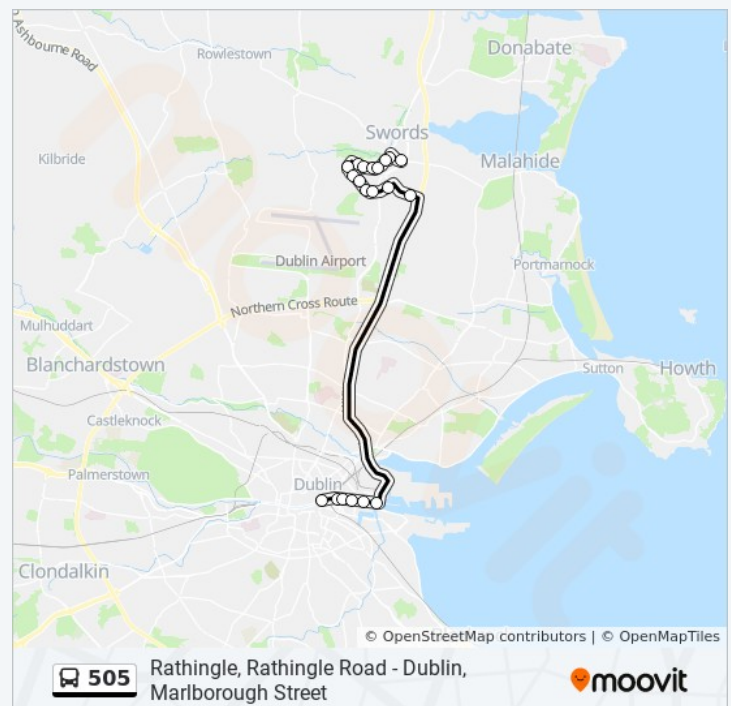 Ashbourne Road
Rowlestown
Donabate
Swords
Kilbride
Malahide
Dublin Airport
Portmarnock
Northern Cross Route
Mulhuddart
Blanchardstown
Sutton
Howth
Castleknock
Palmerstown
Dublin
Clondalkin
© OpenStreetMap contributors | © OpenMapTiles
505
Rathingle, Rathingle Road - Dublin,
Marlborough Street
moovit